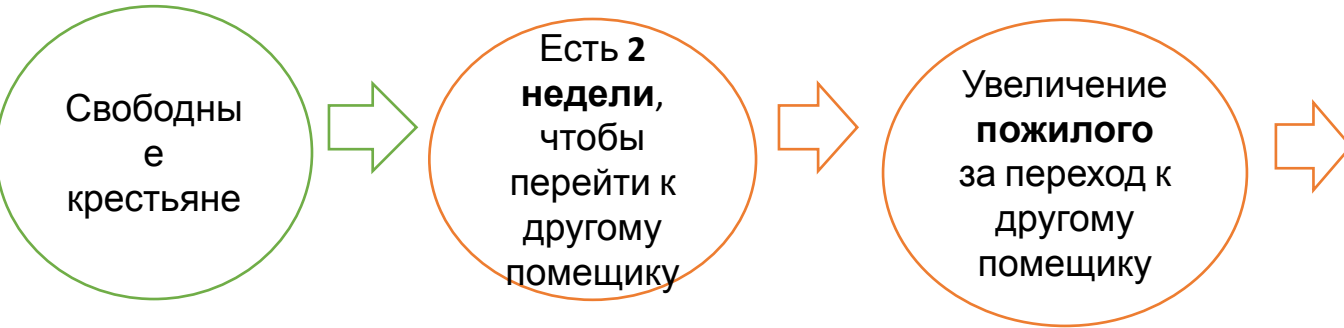 Свободны
е
крестьяне
Есть 2
недели,
чтобы
перейти к
другому
помещику
Увеличение
пожилого
за переход к
другому
помещику